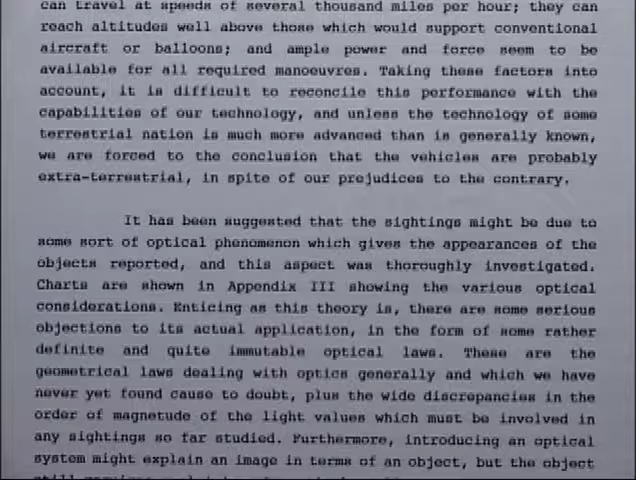 can travel at speeds of several thousand miles per hour; they can
reach altitudes well above those which would support conventional
aircraft or balloons; and ample power and force seem to be
available for all required manoeuvres. Taking these factors into
account, it is difficult to reconcile this performance with the
capabilities of our technology, and unless the technology of some
terrestrial nation is much more advanced than is generally known,
we are forced to the conclusion that the vehicles are probably
extra-terrestrial, in spite of our prejudices to the contrary.
It has been suggested that the sightings might be due to
some sort of optical phenomenon which gives the appearances of the
objects reported, and this aspect was thoroughly investigated.
Charts are shown in Appendix III showing the various optical
considerations. Enticing as this theory is, there are some serious
objections to its actual application, in the form of some rather
definite and quite immutable optical laws. These are the
geometrical laws dealing with optics generally and which we have
never yet found cause to doubt, plus the wide discrepancies in the
order of magnitude of the light values which must be involved in
any sightings so far studied. Furthermore, introducing an optical
system might explain an image in terms of an object, but the object